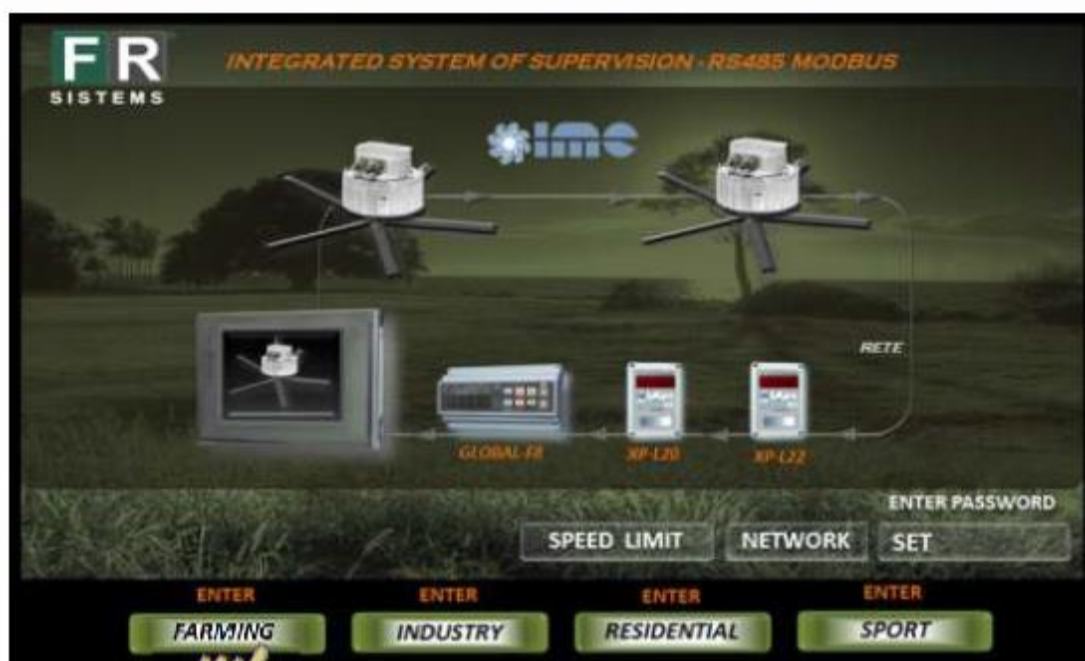 FR
SISTEMS
INTEGRATED SYSTEM OF SUPERVISION - RS485 MODBUS
imc
RETE
GLOBAL-F8
XP-L20
XP-L22
ENTER PASSWORD
SPEED LIMIT
NETWORK
SET
ENTER
ENTER
ENTER
ENTER
FARMING
INDUSTRY
RESIDENTIAL
SPORT